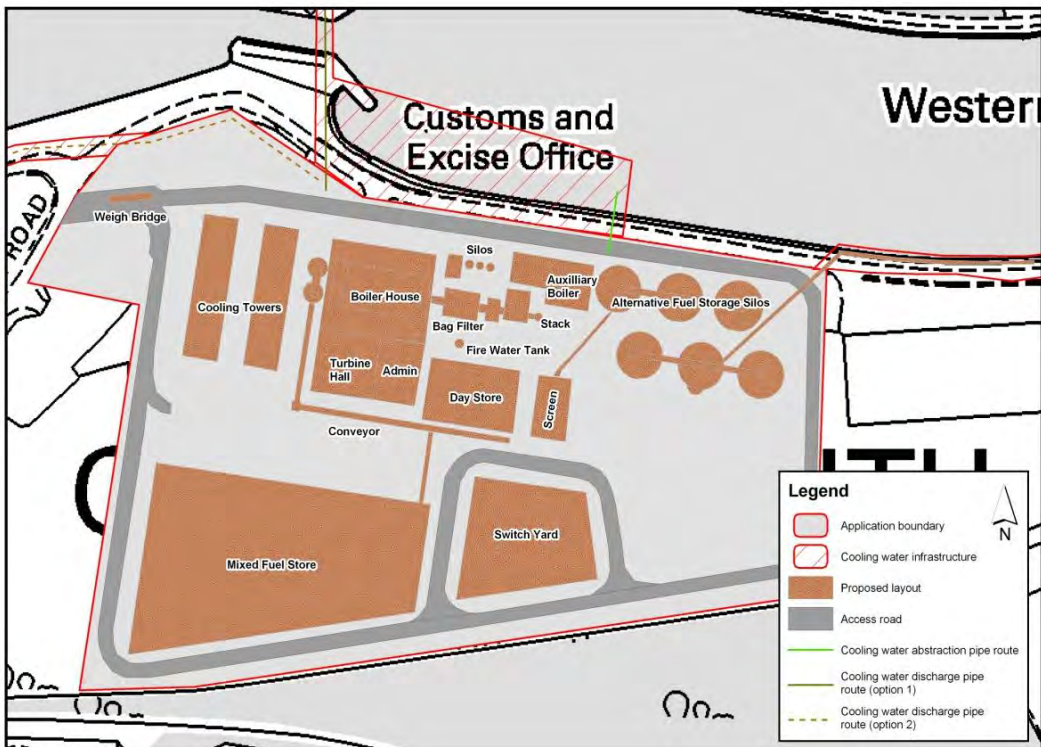 Customs and
Excise Office
Western
ROAD
Weigh Bridge
Silos
Cooling Towers
Boiler House
Auxilliary
Boiler
Alternative Fuel Storage Silos
Bag Filter
Stack
Fire Water Tank
Turbine
Hall
Admin
Day Store
Screen
Conveyor
Mixed Fuel Store
Switch Yard
Legend
N
Application boundary
Cooling water infrastructure
Proposed layout
Access road
Cooling water abstraction pipe route
Cooling water discharge pipe
route (option 1)
Cooling water discharge pipe
route (option 2)